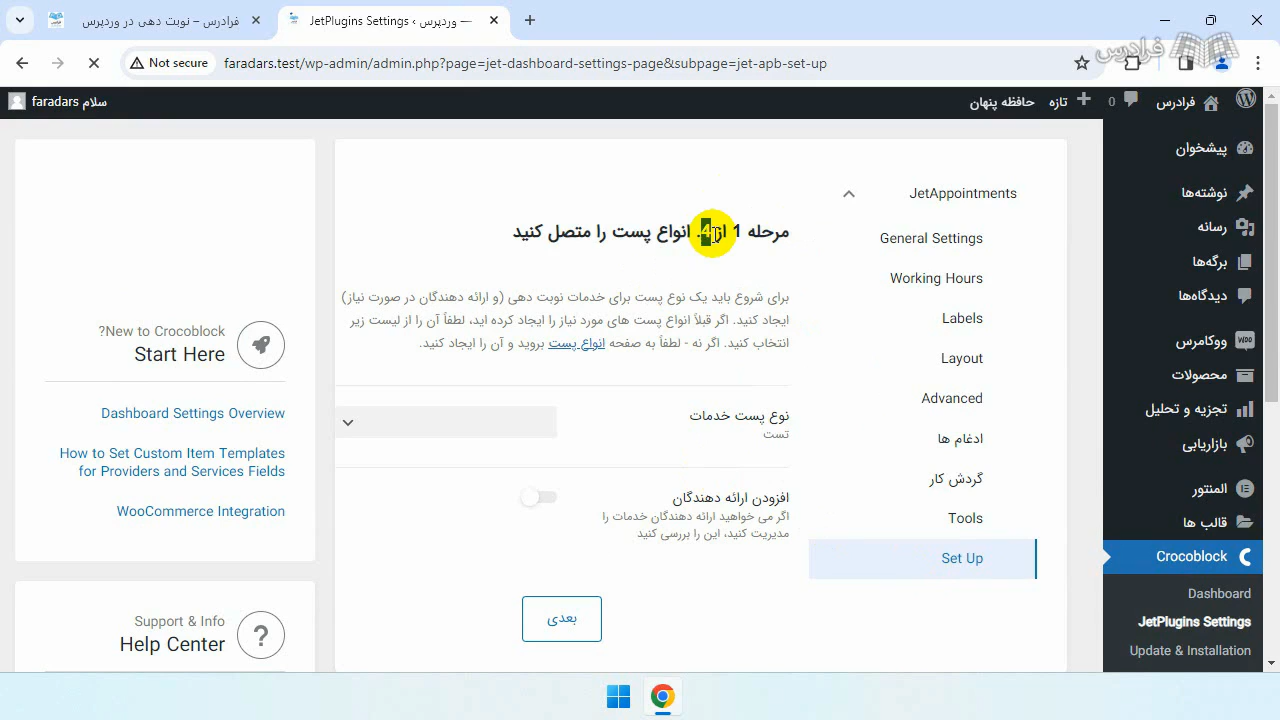 فرادرس – نوبت دهی در وردپرس
JetPlugins Settings ‹ وردپرس —
Not secure
faradars.test/wp-admin/admin.php?page=jet-dashboard-settings-page&subpage=jet-apb-set-up
فرادرس
فرادرس
0
تازه
حافظه پنهان
سلام faradars
پیشخوان
نوشته‌ها
رسانه
برگه‌ها
دیدگاه‌ها
ووکامرس
محصولات
تجزیه و تحلیل
بازاریابی
المنتور
قالب ها
Crocoblock
Dashboard
JetPlugins Settings
Update & Installation
JetAppointments
General Settings
Working Hours
Labels
Layout
Advanced
ادغام ها
گردش کار
Tools
Set Up
مرحله 1 از 4. انواع پست را متصل کنید
برای شروع باید یک نوع پست برای خدمات نوبت دهی (و ارائه دهندگان در صورت نیاز)
ایجاد کنید. اگر قبلاً انواع پست های مورد نیاز را ایجاد کرده اید، لطفاً آن را از لیست زیر
انتخاب کنید. اگر نه - لطفاً به صفحه انواع پست بروید و آن را ایجاد کنید.
نوع پست خدمات
تست
افزودن ارائه دهندگان
اگر می خواهید ارائه دهندگان خدمات را
مدیریت کنید، این را بررسی کنید
بعدی
?New to Crocoblock
Start Here
Dashboard Settings Overview
How to Set Custom Item Templates
for Providers and Services Fields
WooCommerce Integration
Support & Info
Help Center